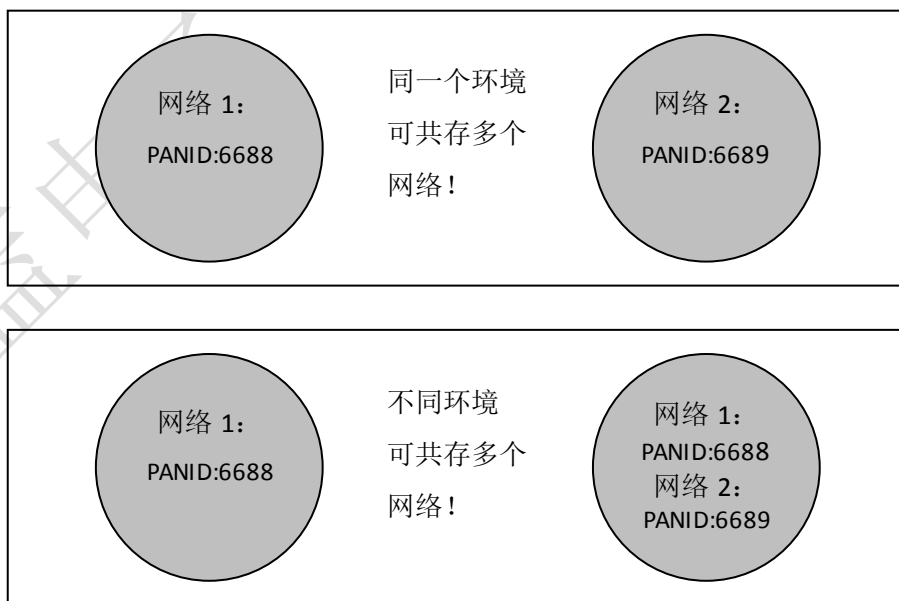 网络 1：
PANID:6688
同一个环境
可共存多个
网络！
网络 2：
PANID:6689
网络 1：
PANID:6688
不同环境
可共存多个
网络！
网络 1：
PANID:6688
网络 2：
PANID:6689